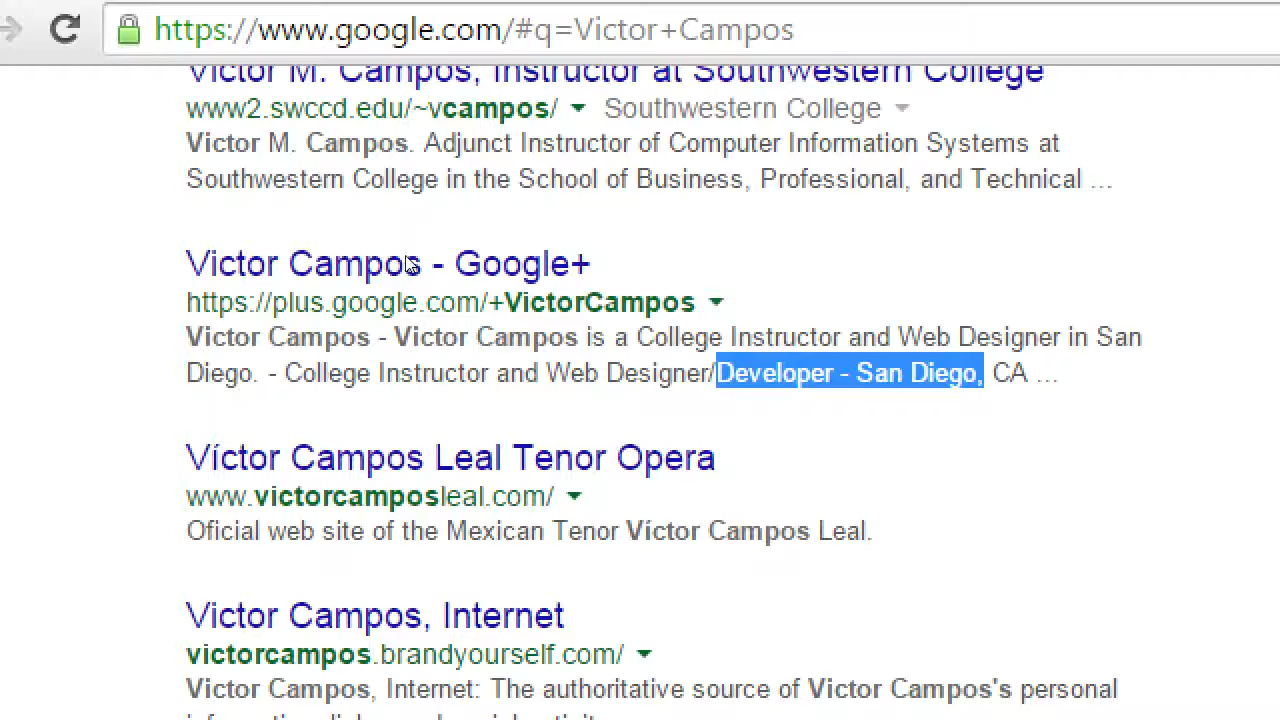 https://www.google.com/#q=Victor+Campos
Victor M. Campos, Instructor at Southwestern College
www2.swccd.edu/~vcampos/ Southwestern College
Victor M. Campos. Adjunct Instructor of Computer Information Systems at
Southwestern College in the School of Business, Professional, and Technical ...
Victor Campos - Google+
https://plus.google.com/+VictorCampos
Victor Campos - Victor Campos is a College Instructor and Web Designer in San
Diego. - College Instructor and Web Designer/Developer - San Diego, CA ...
Víctor Campos Leal Tenor Opera
www.victorcamposleal.com/
Oficial web site of the Mexican Tenor Víctor Campos Leal.
Victor Campos, Internet
victorcampos.brandyourself.com/
Victor Campos, Internet: The authoritative source of Victor Campos's personal